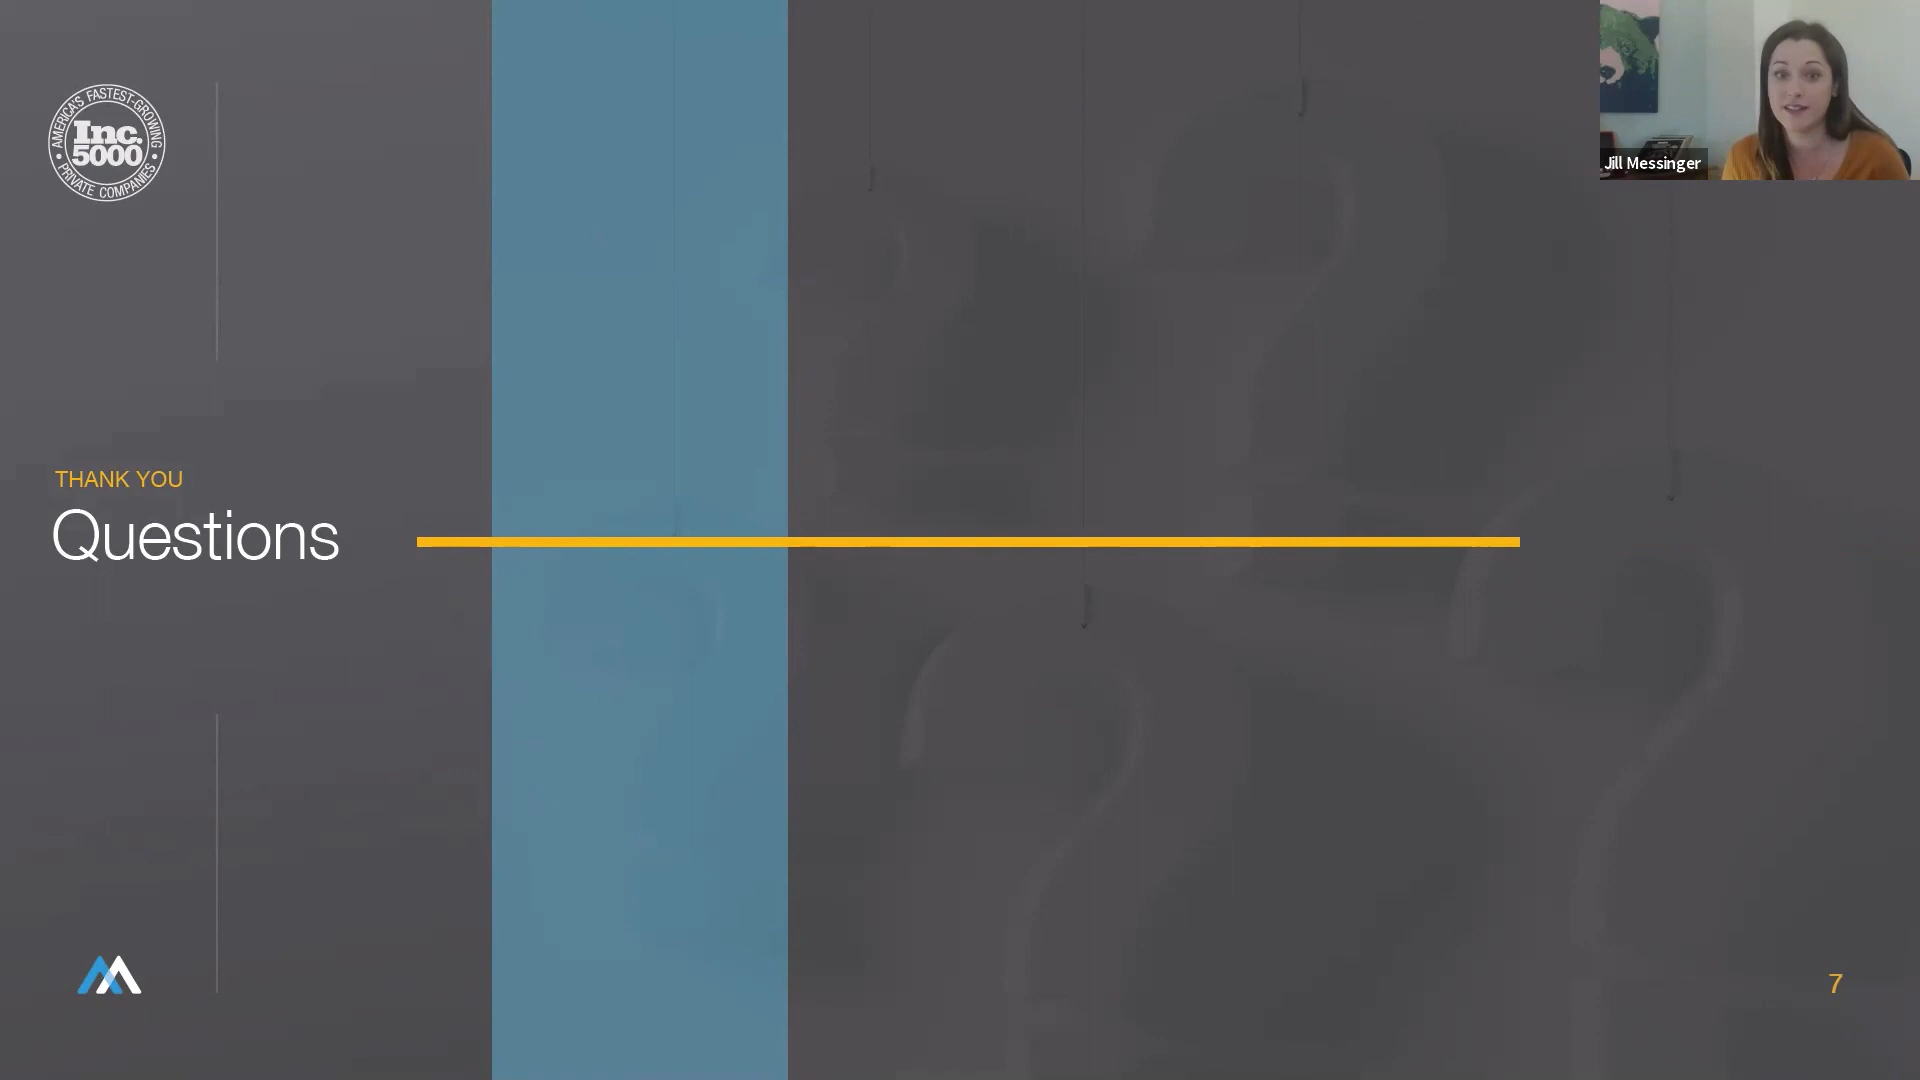 AMERICA'S FASTEST-GROWING
Inc.
5000
PRIVATE COMPANIES
Jill Messinger
THANK YOU
Questions
7